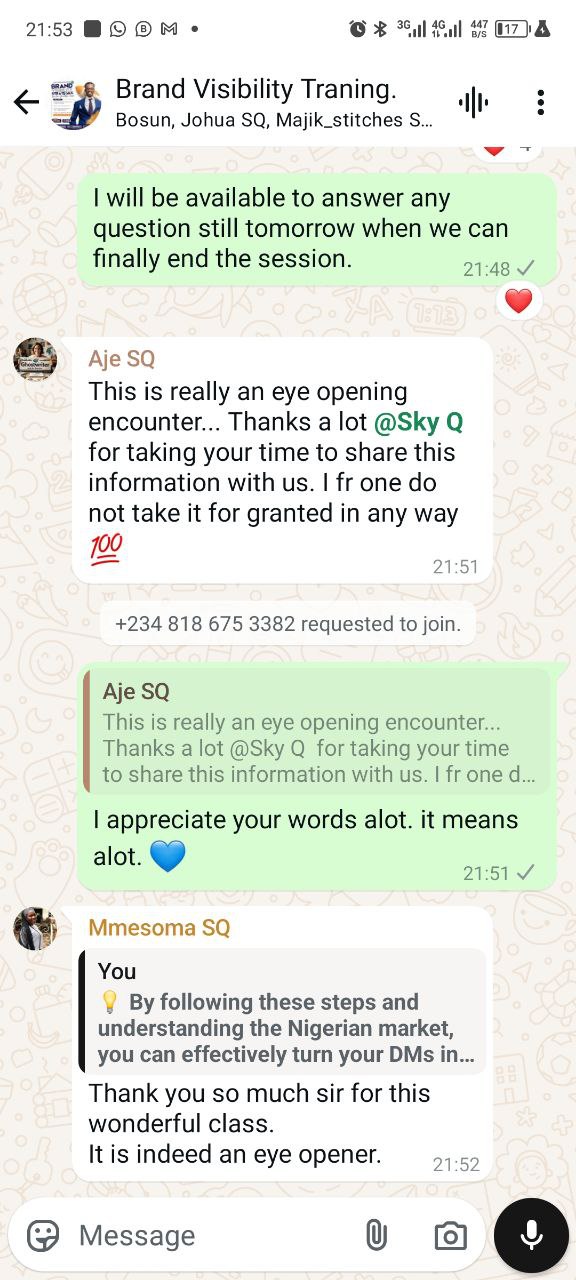 21:53
3G 4G 447 B/S 17
Brand Visibility Traning.
Bosun, Johua SQ, Majik_stitches S...
4
I will be available to answer any
question still tomorrow when we can
finally end the session.
21:48
Aje SQ
This is really an eye opening
encounter... Thanks a lot @Sky Q
for taking your time to share this
information with us. I fr one do
not take it for granted in any way
💯
21:51
+234 818 675 3382 requested to join.
Aje SQ
This is really an eye opening encounter...
Thanks a lot @Sky Q for taking your time
to share this information with us. I fr one d...
I appreciate your words alot. it means
alot. 💙
21:51
Mmesoma SQ
You
💡 By following these steps and
understanding the Nigerian market,
you can effectively turn your DMs in...
Thank you so much sir for this
wonderful class.
It is indeed an eye opener.
21:52
Message